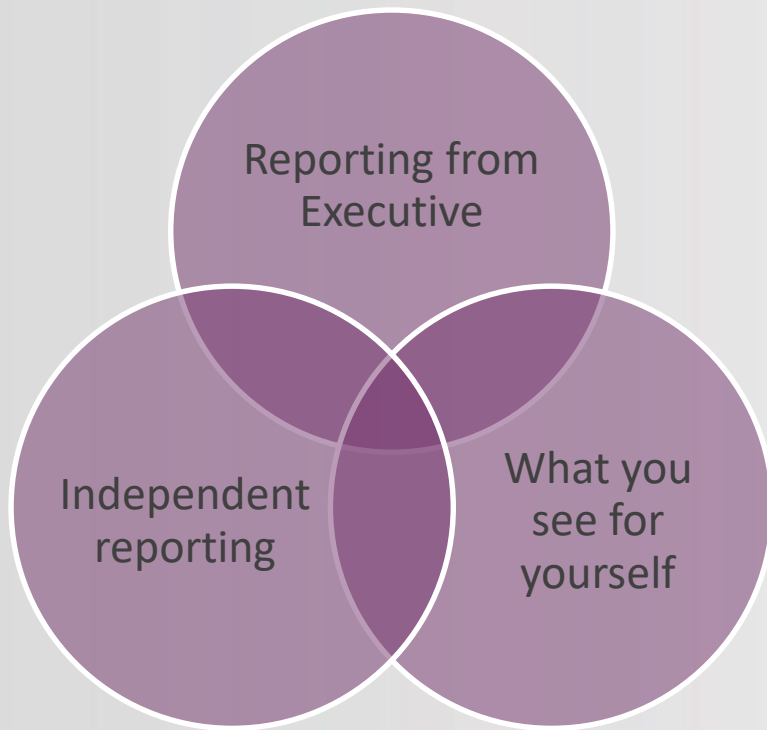 Reporting from
Executive
Independent
reporting
What you
see for
yourself